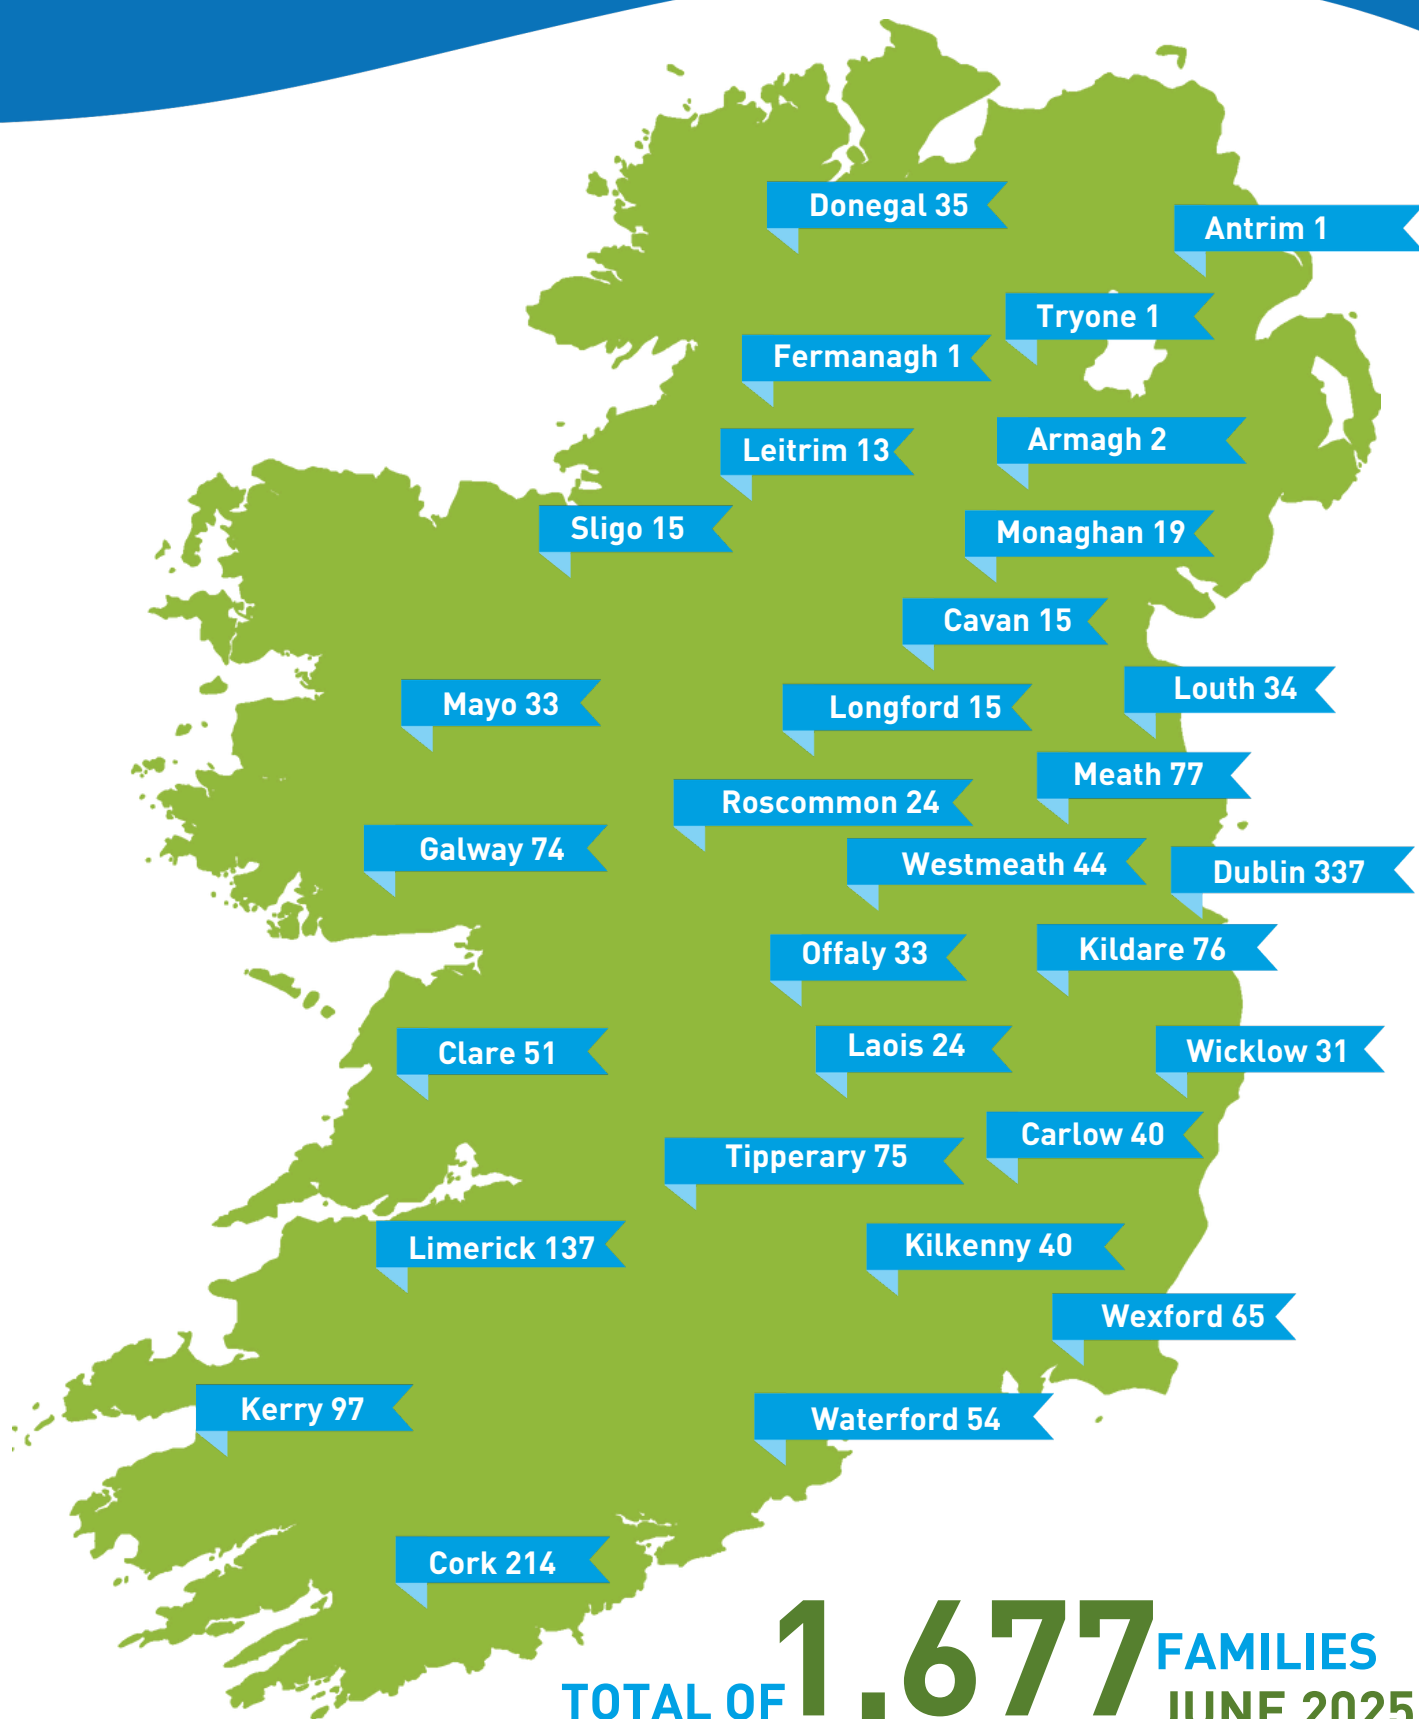 Donegal 35
Antrim 1
Tryone 1
Fermanagh 1
Armagh 2
Leitrim 13
Sligo 15
Monaghan 19
Cavan 15
Louth 34
Mayo 33
Longford 15
Meath 77
Roscommon 24
Galway 74
Westmeath 44
Dublin 337
Offaly 33
Kildare 76
Clare 51
Laois 24
Wicklow 31
Carlow 40
Tipperary 75
Limerick 137
Kilkenny 40
Wexford 65
Kerry 97
Waterford 54
Cork 214
TOTAL OF 1.677 FAMILIES
JUNE 2025